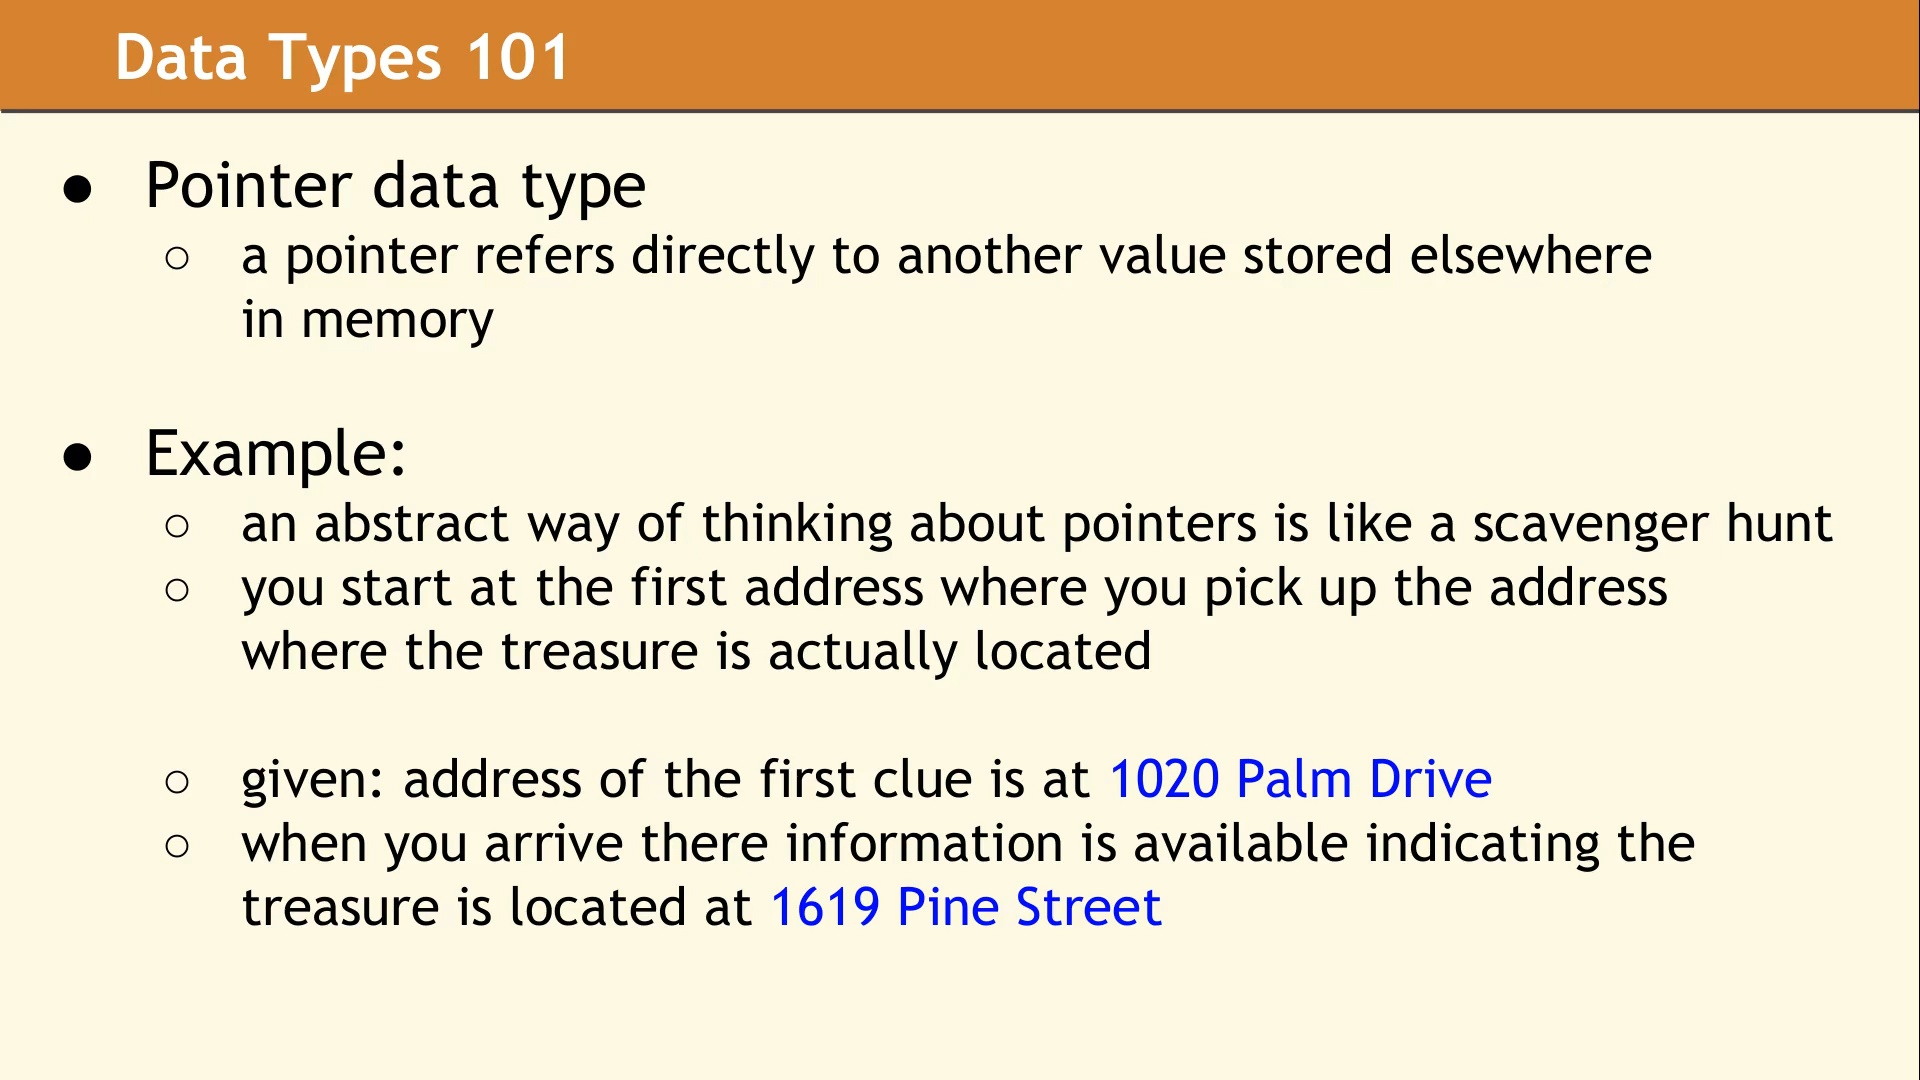 Data Types 101
● Pointer data type
○ a pointer refers directly to another value stored elsewhere
in memory
● Example:
○ an abstract way of thinking about pointers is like a scavenger hunt
○ you start at the first address where you pick up the address
where the treasure is actually located
○ given: address of the first clue is at 1020 Palm Drive
○ when you arrive there information is available indicating the
treasure is located at 1619 Pine Street